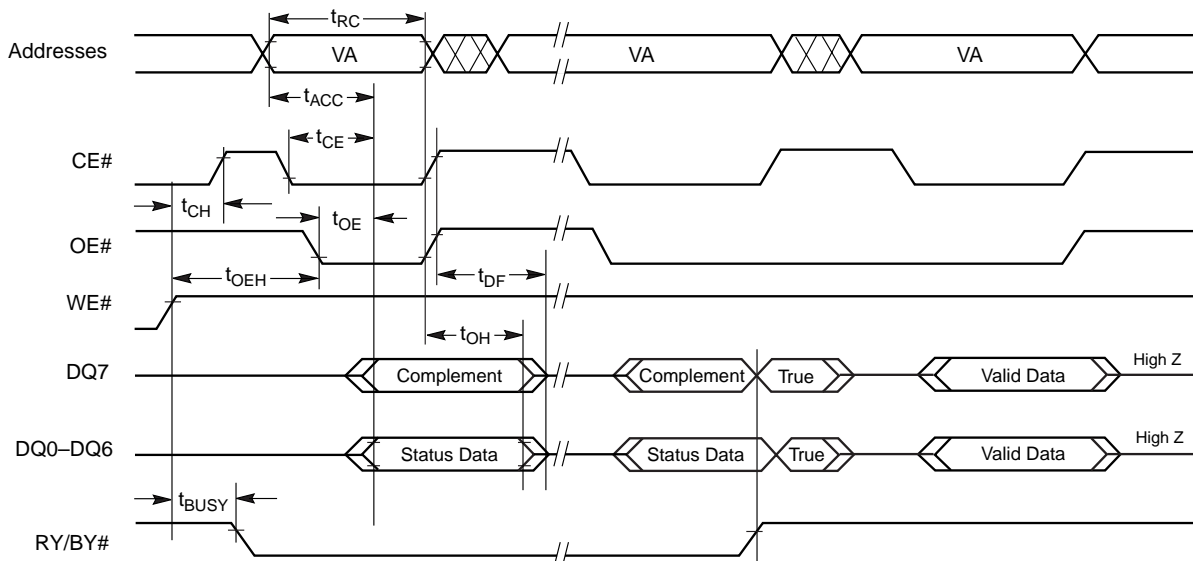 tRC
Addresses VA VA VA
tACC
tCE
CE#
tCH tOE
OE#
tOEH tDF
WE#
tOH
DQ7 Complement Complement True Valid Data High Z
DQ0–DQ6 Status Data Status Data True Valid Data High Z
tBUSY
RY/BY#